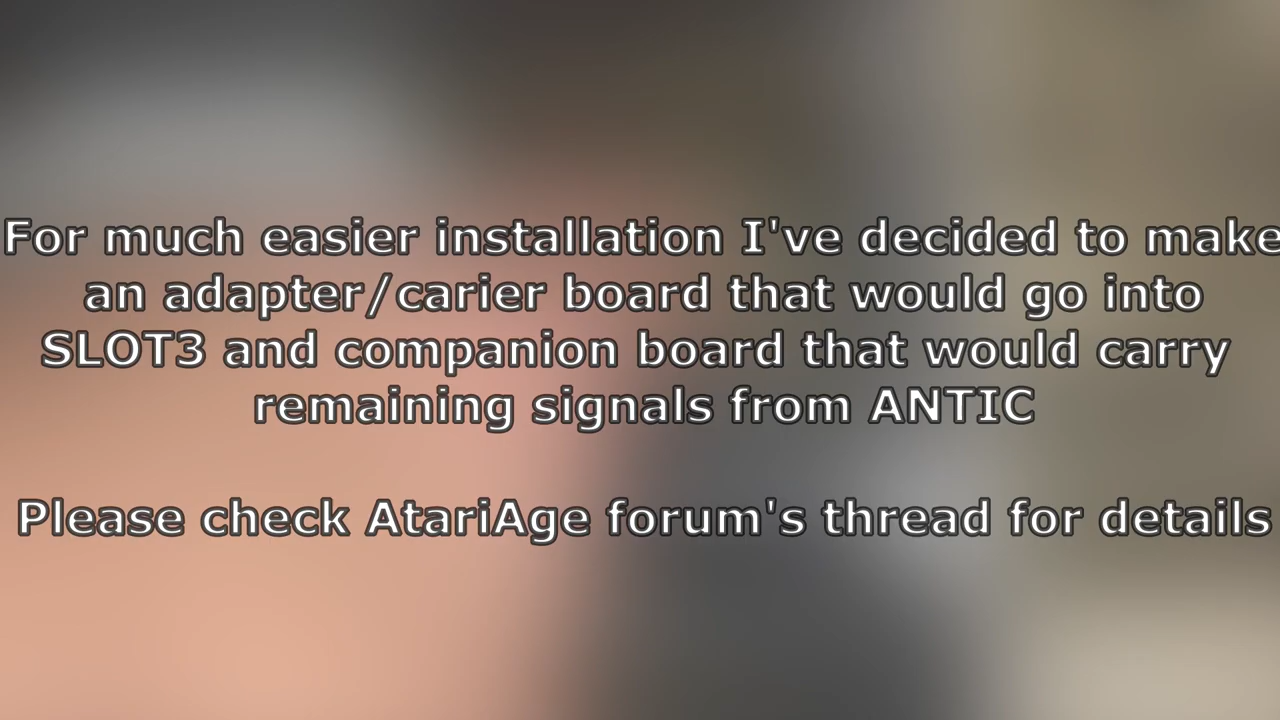 For much easier installation I've decided to make
an adapter/carier board that would go into
SLOT3 and companion board that would carry
remaining signals from ANTIC
Please check AtariAge forum's thread for details